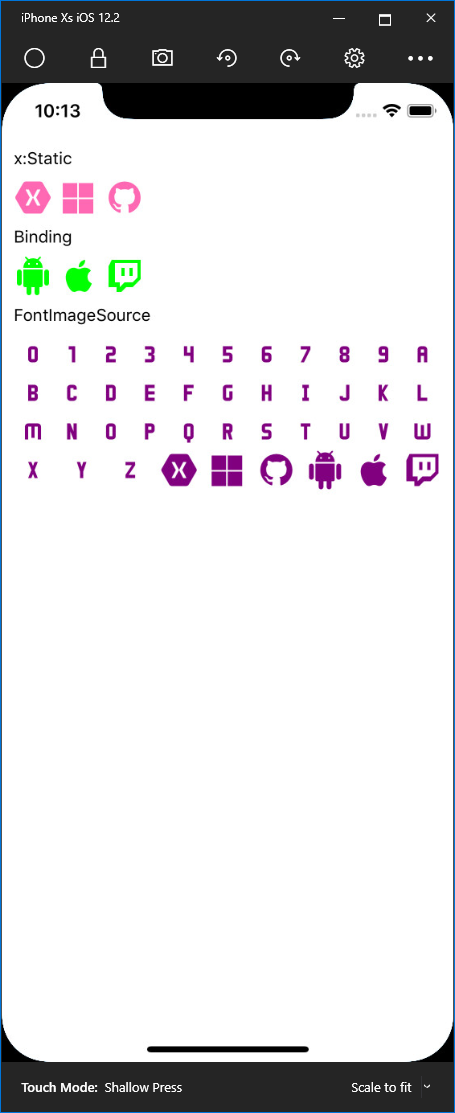 iPhone Xs iOS 12.2
10:13
x:Static
Binding
FontImageSource
0 1 2 3 4 5 6 7 8 9 A
B C D E F G H I J K L
M N O P Q R S T U V W
X Y Z
Touch Mode: Shallow Press Scale to fit